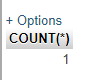 + Options
COUNT(*)
1